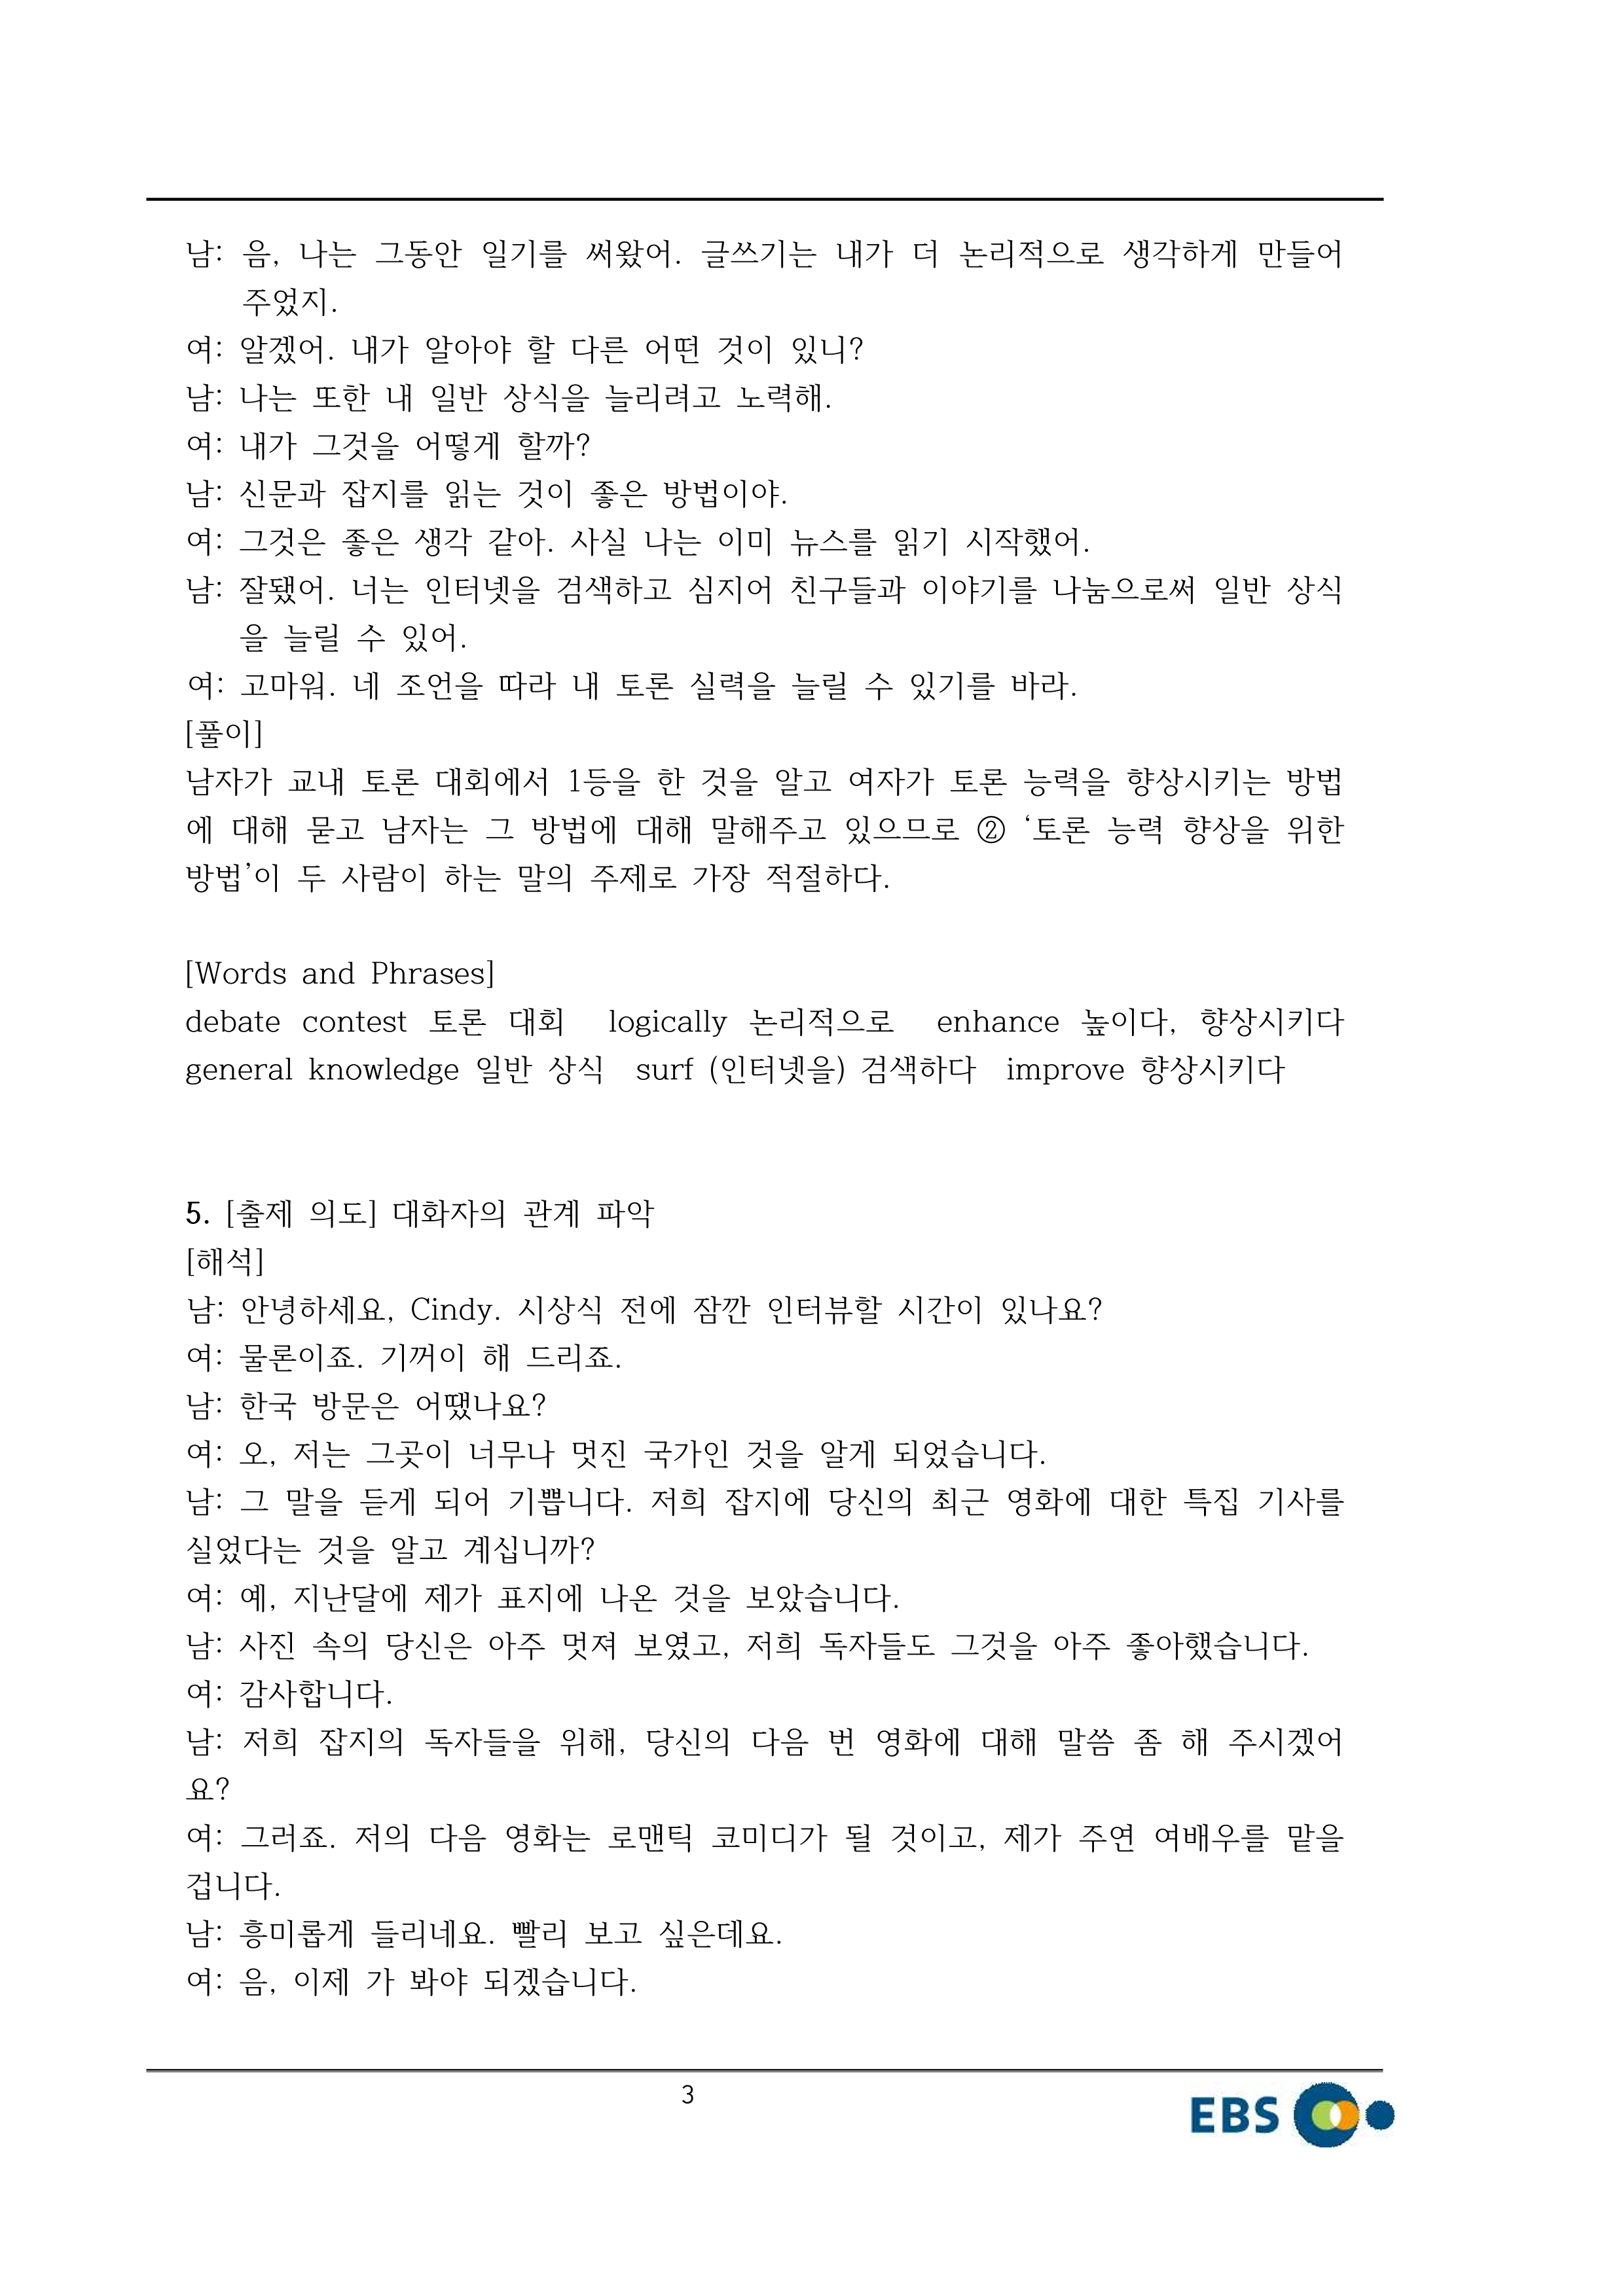 남: 음, 나는 그동안 일기를 써왔어. 글쓰기는 내가 더 논리적으로 생각하게 만들어
주었지.
여: 알겠어. 내가 알아야 할 다른 어떤 것이 있니?
남: 나는 또한 내 일반 상식을 늘리려고 노력해.
여: 내가 그것을 어떻게 할까?
남: 신문과 잡지를 읽는 것이 좋은 방법이야.
여: 그것은 좋은 생각 같아. 사실 나는 이미 뉴스를 읽기 시작했어.
남: 잘됐어. 너는 인터넷을 검색하고 심지어 친구들과 이야기를 나눔으로써 일반 상식
을 늘릴 수 있어.
여: 고마워. 네 조언을 따라 내 토론 실력을 늘릴 수 있기를 바라.
[풀이]
남자가 교내 토론 대회에서 1등을 한 것을 알고 여자가 토론 능력을 향상시키는 방법
에 대해 묻고 남자는 그 방법에 대해 말해주고 있으므로 ② ‘토론 능력 향상을 위한
방법’이 두 사람이 하는 말의 주제로 가장 적절하다.
[Words and Phrases]
debate contest 토론 대회 logically 논리적으로 enhance 높이다, 향상시키다
general knowledge 일반 상식 surf (인터넷을) 검색하다 improve 향상시키다
5. [출제 의도] 대화자의 관계 파악
[해석]
남: 안녕하세요, Cindy. 시상식 전에 잠깐 인터뷰할 시간이 있나요?
여: 물론이죠. 기꺼이 해 드리죠.
남: 한국 방문은 어땠나요?
여: 오, 저는 그곳이 너무나 멋진 국가인 것을 알게 되었습니다.
남: 그 말을 듣게 되어 기쁩니다. 저희 잡지에 당신의 최근 영화에 대한 특집 기사를
실었다는 것을 알고 계십니까?
여: 예, 지난달에 제가 표지에 나온 것을 보았습니다.
남: 사진 속의 당신은 아주 멋져 보였고, 저희 독자들도 그것을 아주 좋아했습니다.
여: 감사합니다.
남: 저희 잡지의 독자들을 위해, 당신의 다음 번 영화에 대해 말씀 좀 해 주시겠어
요?
여: 그러죠. 저의 다음 영화는 로맨틱 코미디가 될 것이고, 제가 주연 여배우를 맡을
겁니다.
남: 흥미롭게 들리네요. 빨리 보고 싶은데요.
여: 음, 이제 가 봐야 되겠습니다.
3
EBS